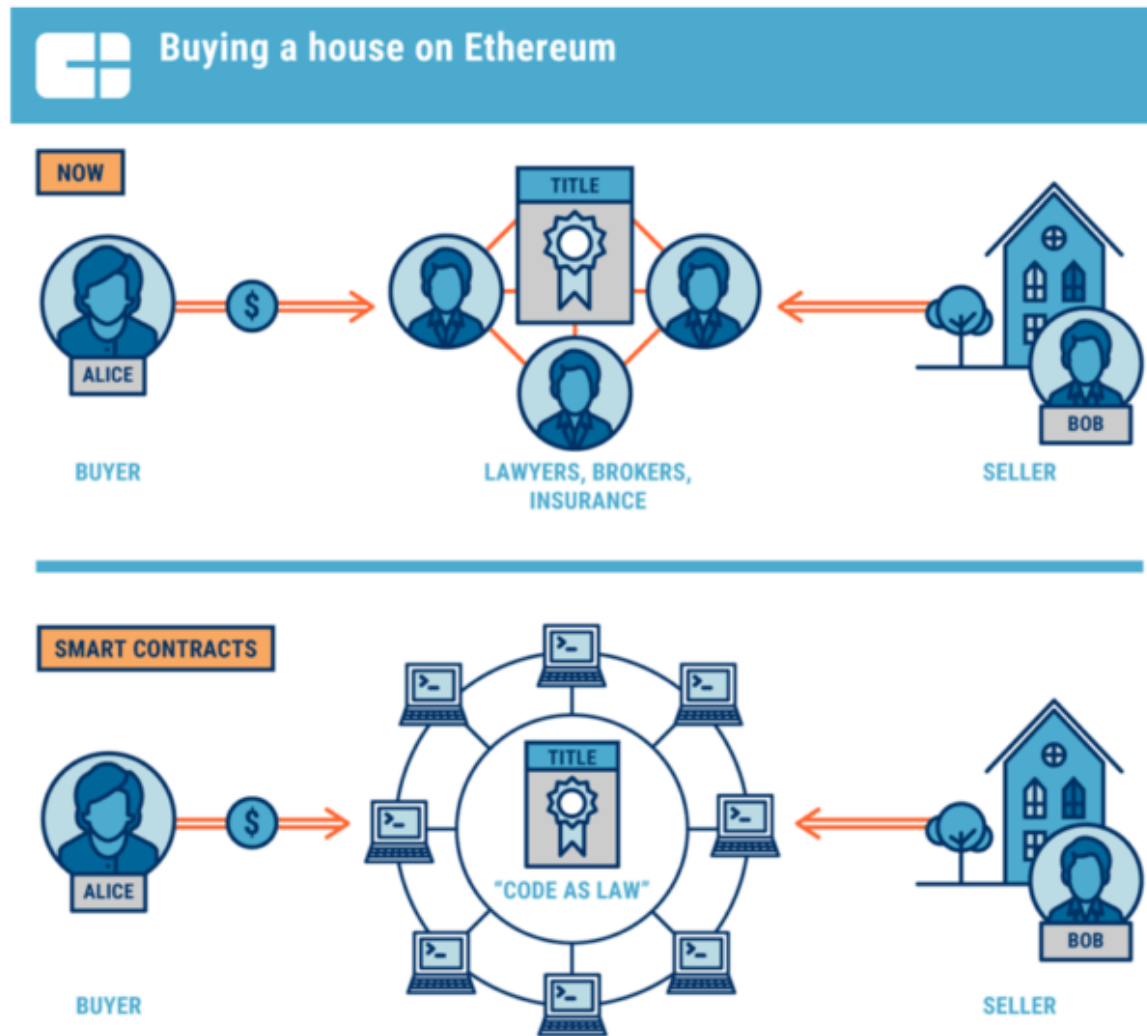 Buying a house on Ethereum
NOW
TITLE
$
ALICE
BOB
BUYER
LAWYERS, BROKERS,
INSURANCE
SELLER
SMART CONTRACTS
>_
>_
>_
TITLE
$
>_
>_
ALICE
"CODE AS LAW"
BOB
>_
>_
>_
BUYER
SELLER